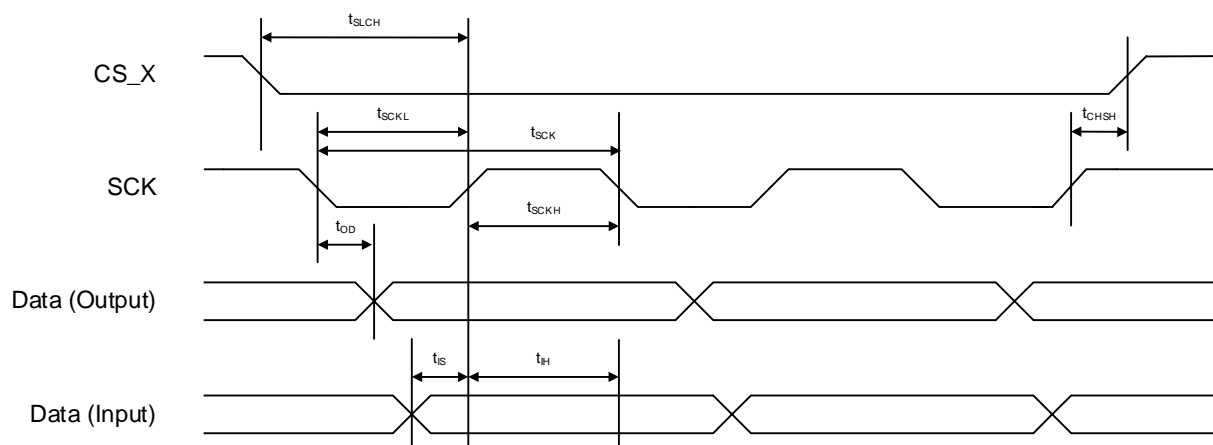 tSLCH
CS_X
tSCKL
tSCK
tCHSH
SCK
tSCKH
tOD
Data (Output)
tIS
tIH
Data (Input)